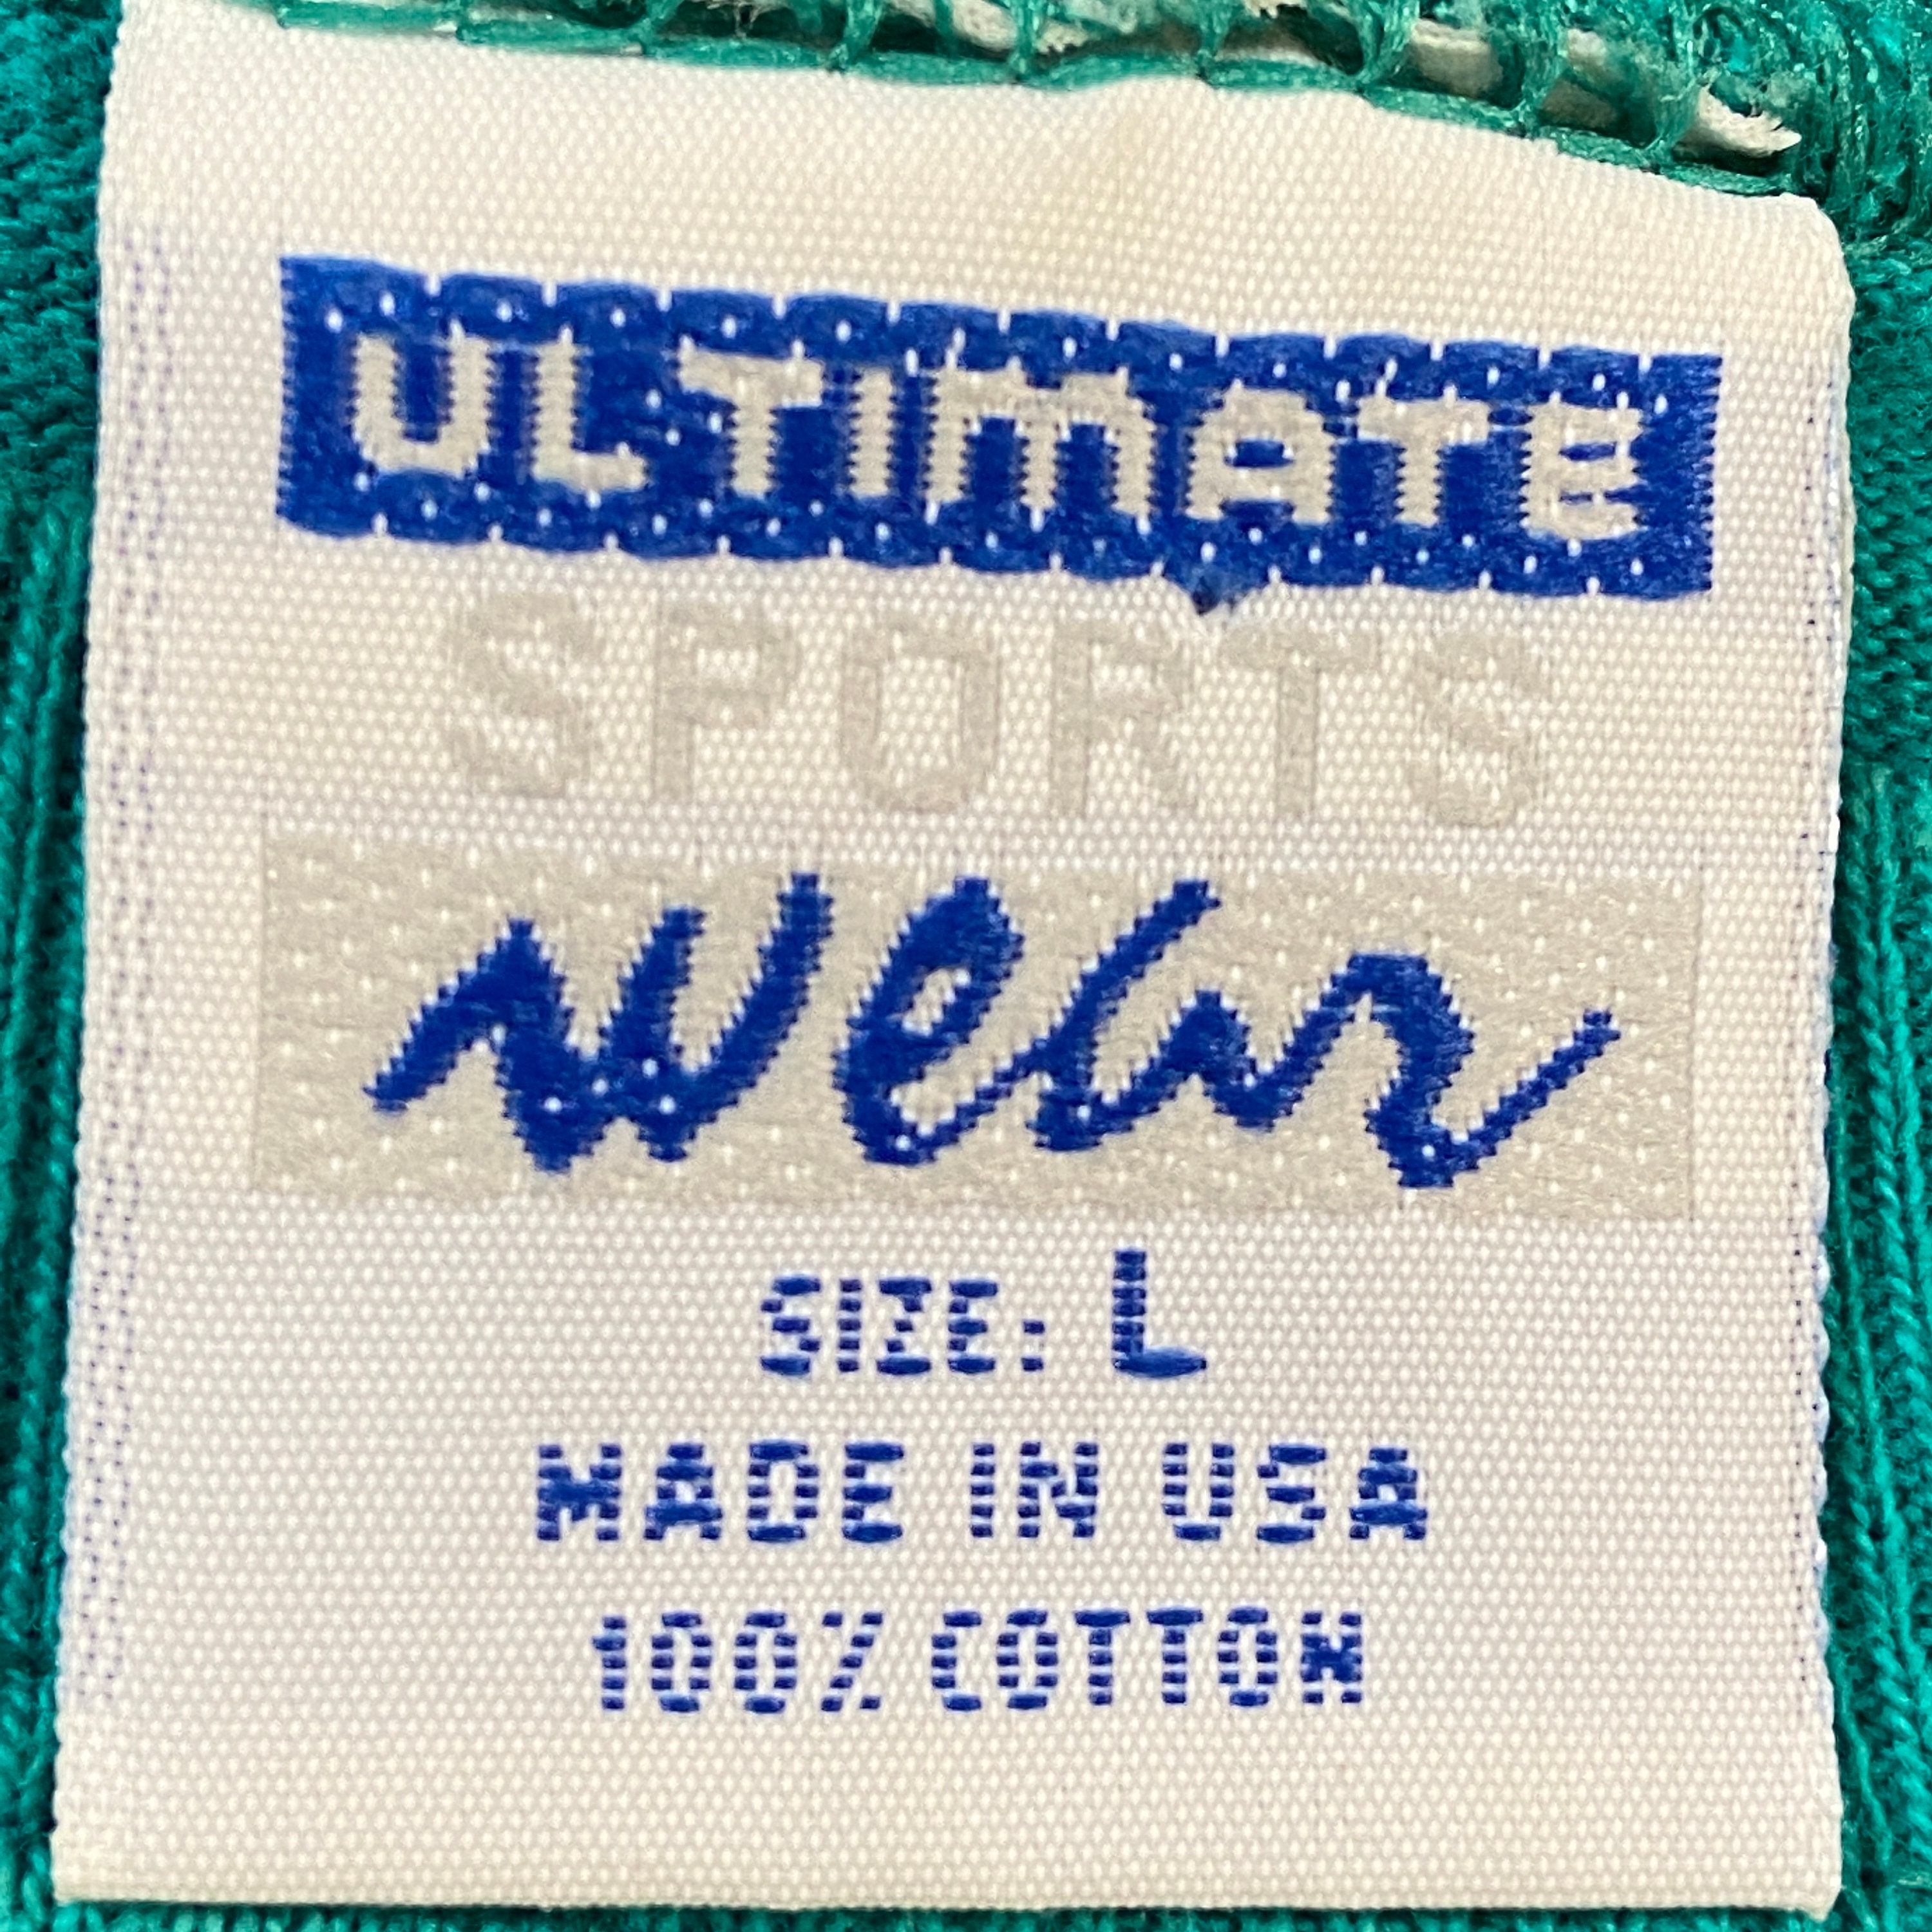 ULTIMATE
SPORTS
Wear
SIZE: L
MADE IN USA
100% COTTON